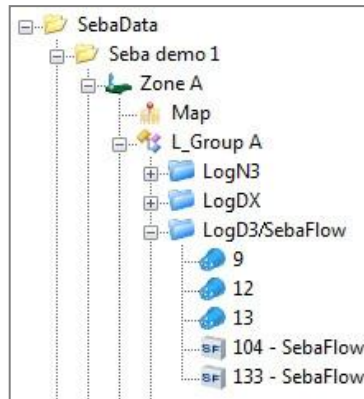 SebaData
Seba demo 1
Zone A
Map
L_Group A
LogN3
LogDX
LogD3/SebaFlow
9
12
13
SF 104 - SebaFlow
SF 133 - SebaFlow